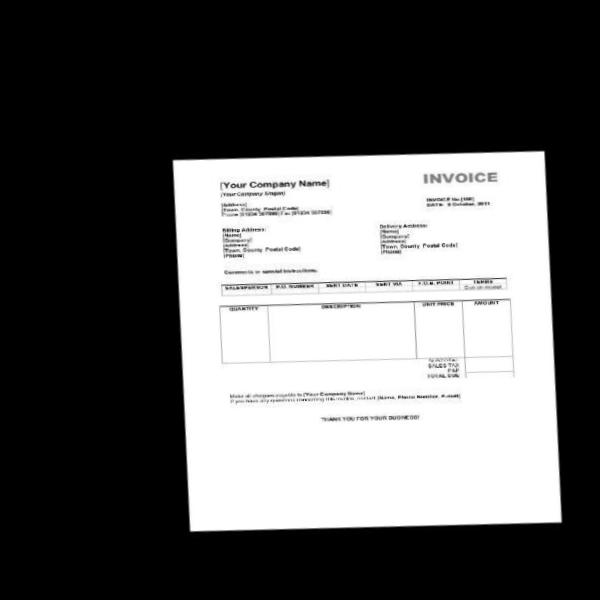 INVOICE
[Your Company Name]
[Your Company Slogan]
INVOICE No.[100]
DATE: 9 October, 2011
[Address]
[Town, County Postal Code]
Phone [01234 567890] Fax [01234 567890]
Billing Address:
[Name]
[Company]
[Address]
[Town, County Postal Code]
[Phone]
Delivery Address:
[Name]
[Company]
[Address]
[Town, County Postal Code]
[Phone]
Comments or special instructions:
SALESPERSON P.O. NUMBER SENT DATE SENT VIA F.O.B. POINT TERMS
Due on receipt
QUANTITY DESCRIPTION UNIT PRICE AMOUNT
SUBTOTAL
SALES TAX
P&P
TOTAL DUE
Make all cheques payable to [Your Company Name]
If you have any questions concerning this invoice, contact [Name, Phone Number, E-mail]
THANK YOU FOR YOUR BUSINESS!